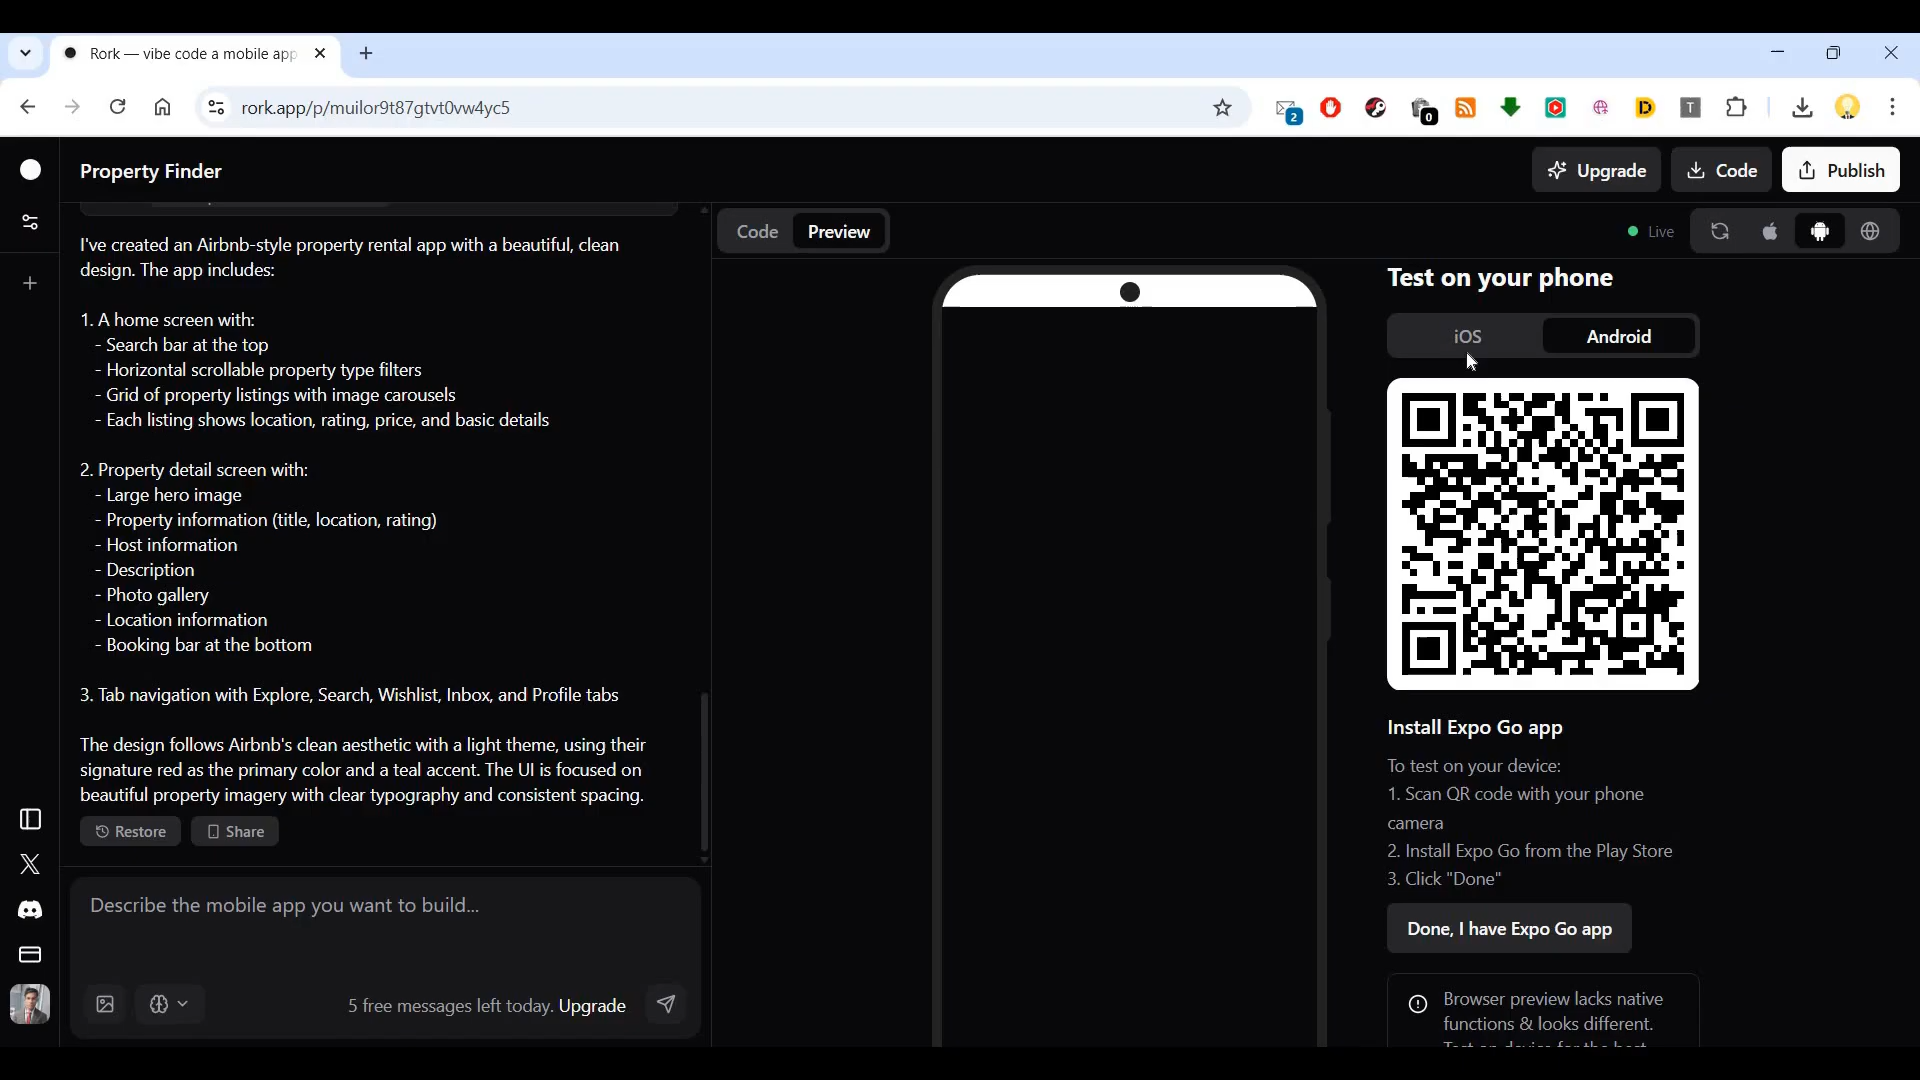 Rork — vibe code a mobile app
rork.app/p/muilor9t87gtvt0vw4yc5
2
0
D
T
Property Finder
Upgrade
Code
Publish
Code
Preview
Live
I've created an Airbnb-style property rental app with a beautiful, clean
design. The app includes:
1. A home screen with:
- Search bar at the top
- Horizontal scrollable property type filters
- Grid of property listings with image carousels
- Each listing shows location, rating, price, and basic details
2. Property detail screen with:
- Large hero image
- Property information (title, location, rating)
- Host information
- Description
- Photo gallery
- Location information
- Booking bar at the bottom
3. Tab navigation with Explore, Search, Wishlist, Inbox, and Profile tabs
The design follows Airbnb's clean aesthetic with a light theme, using their
signature red as the primary color and a teal accent. The UI is focused on
beautiful property imagery with clear typography and consistent spacing.
Restore
Share
Describe the mobile app you want to build...
5 free messages left today. Upgrade
Test on your phone
iOS
Android
Install Expo Go app
To test on your device:
1. Scan QR code with your phone
camera
2. Install Expo Go from the Play Store
3. Click "Done"
Done, I have Expo Go app
Browser preview lacks native
functions & looks different.